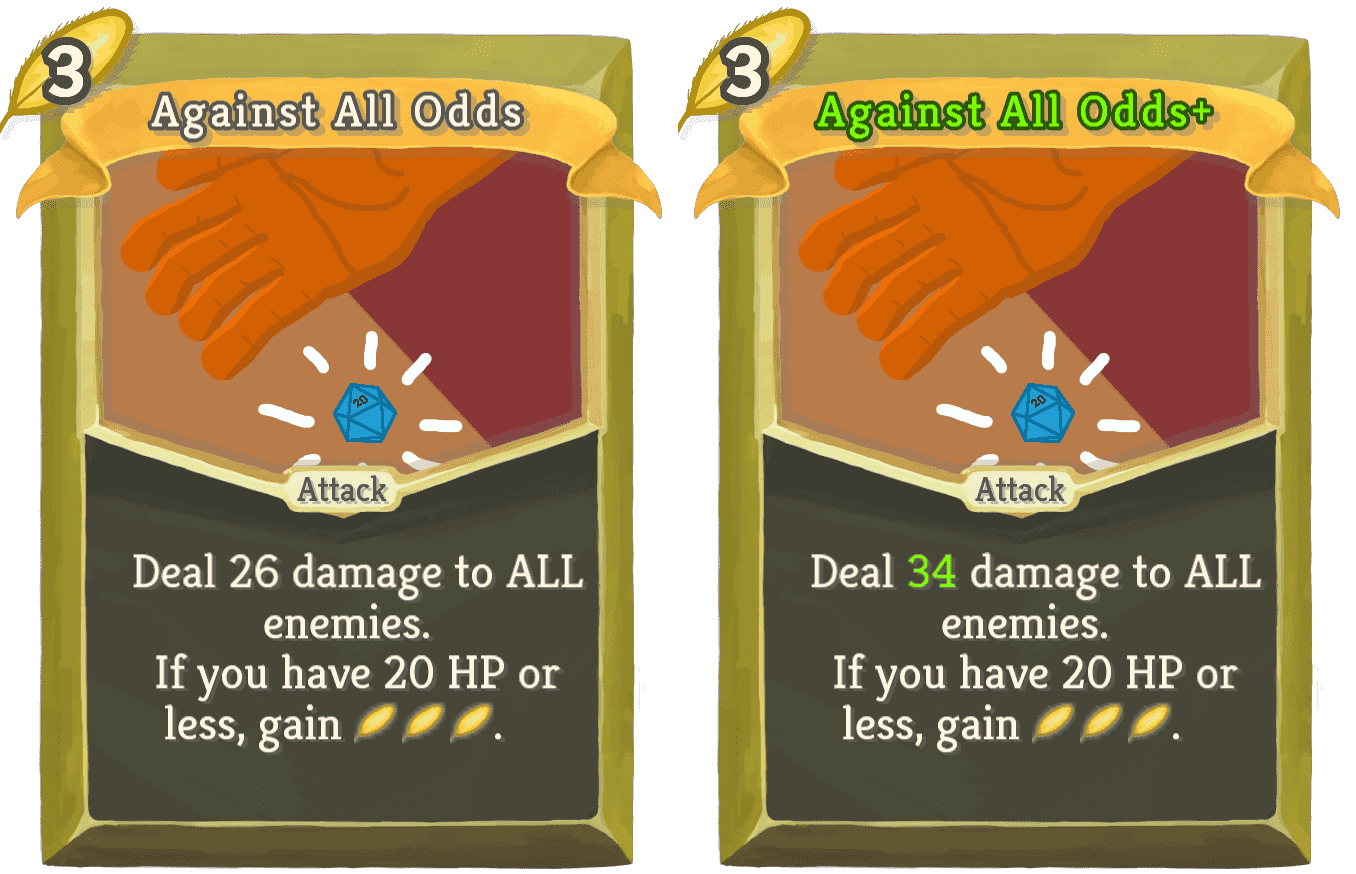 3
Against All Odds
20
Attack
Deal 26 damage to ALL
enemies.
If you have 20 HP or
less, gain .
3
Against All Odds+
20
Attack
Deal 34 damage to ALL
enemies.
If you have 20 HP or
less, gain .